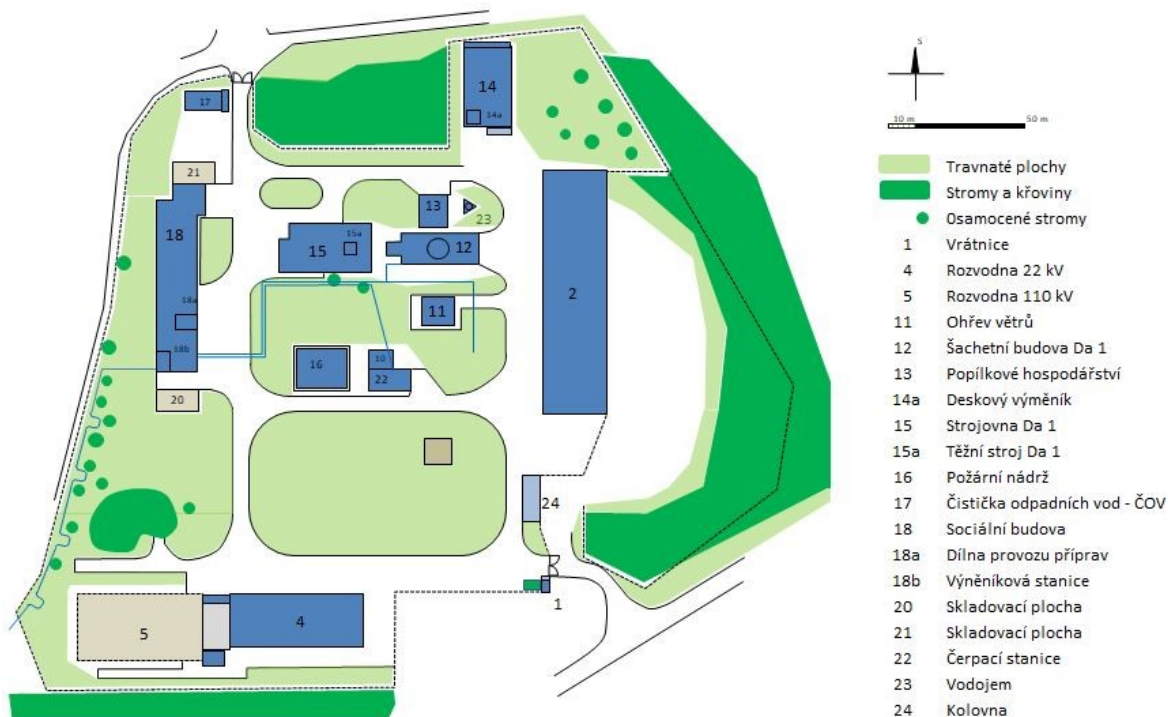 14
14a
17
21
13
23
18
15
15a
12
2
18a
11
18b
16
10
22
20
24
1
5
4
S
10 m 50 m
Travnaté plochy
Stromy a křoviny
Osamocené stromy
1 Vrátnice
4 Rozvodna 22 kV
5 Rozvodna 110 kV
11 Ohřev větrů
12 Šachetní budova Da 1
13 Popílkové hospodářství
14a Deskový výměník
15 Strojovna Da 1
15a Těžní stroj Da 1
16 Požární nádrž
17 Čistička odpadních vod - ČOV
18 Sociální budova
18a Dílna provozu příprav
18b Výněníková stanice
20 Skladovací plocha
21 Skladovací plocha
22 Čerpací stanice
23 Vodojem
24 Kolovna